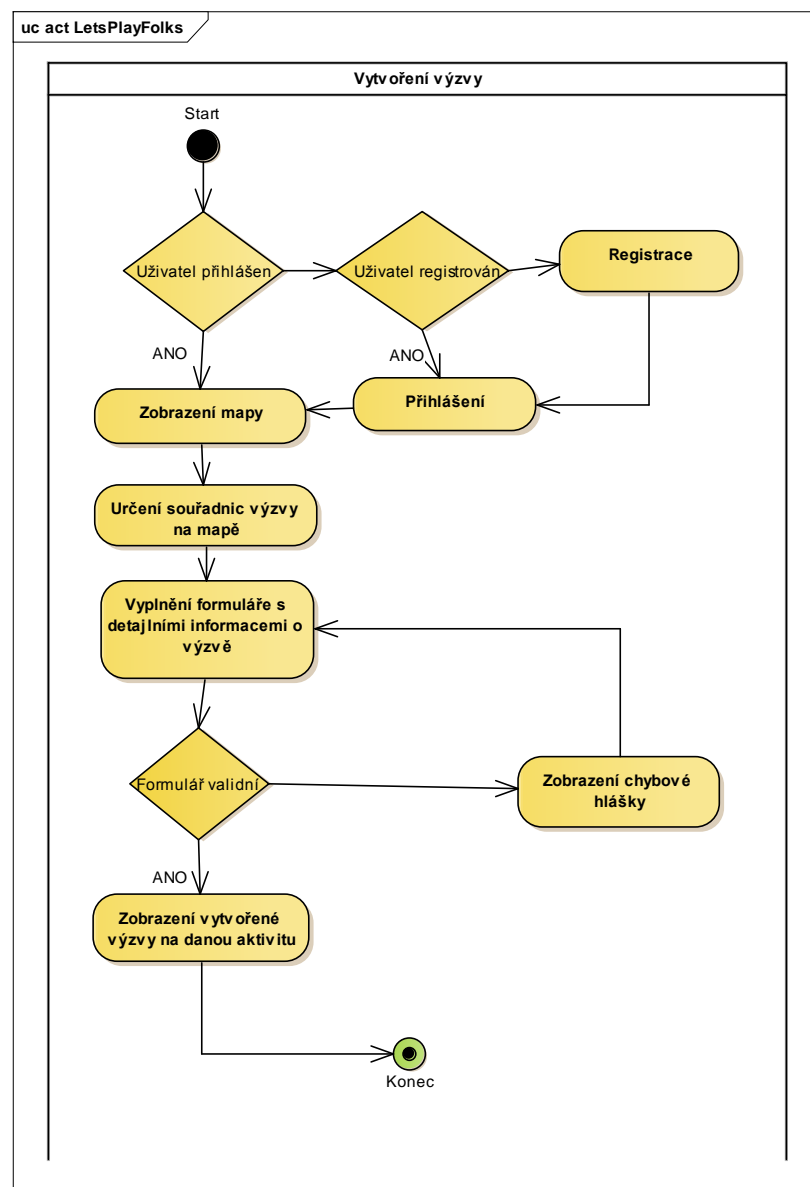 uc act LetsPlayFolks
Vytvoření výzvy
Start
Uživatel přihlášen
Uživatel registrován
Registrace
ANO
ANO
Zobrazení mapy
Přihlášení
Určení souřadnic výzvy
na mapě
Vyplnění formuláře s
detajlními informacemi o
výzvě
Formulář validní
Zobrazení chybové
hlášky
ANO
Zobrazení vytvořené
výzvy na danou aktivitu
Konec